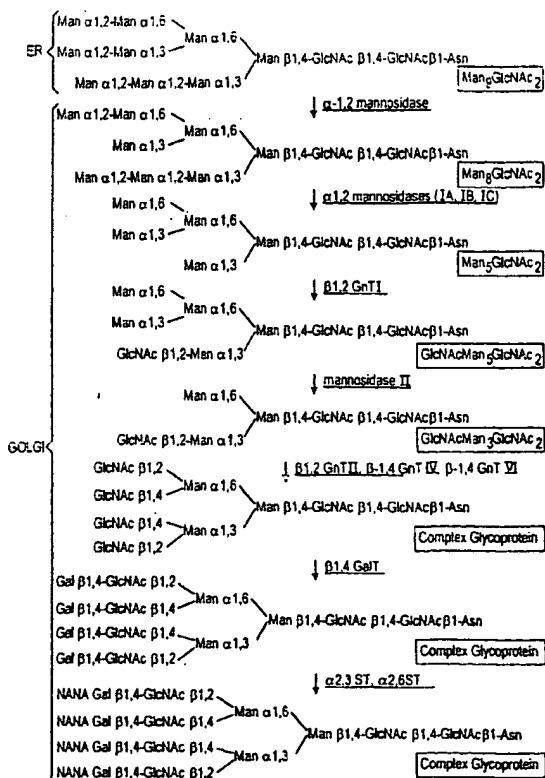 Man α1,2-Man α1,6
Man α1,6
ER
Man α1,2-Man α1,3
Man β1,4-GlcNAc β1,4-GlcNAcβ1-Asn
Man α1,2-Man α1,2-Man α1,3
Man9GlcNAc2
↓ α-1,2 mannosidase
Man α1,2-Man α1,6
Man α1,6
Man α1,3
Man β1,4-GlcNAc β1,4-GlcNAcβ1-Asn
Man α1,2-Man α1,2-Man α1,3
Man8GlcNAc2
↓ α1,2 mannosidases (IA, IB, IC)
Man α1,6
Man α1,6
Man α1,3
Man β1,4-GlcNAc β1,4-GlcNAcβ1-Asn
Man α1,3
Man5GlcNAc2
↓ β1,2 GnTI
Man α1,6
Man α1,6
Man α1,3
Man β1,4-GlcNAc β1,4-GlcNAcβ1-Asn
GlcNAc β1,2-Man α1,3
GlcNAcMan5GlcNAc2
↓ mannosidase II
Man α1,6
Man β1,4-GlcNAc β1,4-GlcNAcβ1-Asn
GlcNAc β1,2-Man α1,3
GlcNAcMan3GlcNAc2
GOLGI
↓ β1,2 GnTII, β-1,4 GnT IV, β-1,4 GnT VI
GlcNAc β1,2
Man α1,6
GlcNAc β1,4
Man β1,4-GlcNAc β1,4-GlcNAcβ1-Asn
GlcNAc β1,4
Man α1,3
GlcNAc β1,2
Complex Glycoprotein
↓ β1,4 GalT
Gal β1,4-GlcNAc β1,2
Man α1,6
Gal β1,4-GlcNAc β1,4
Man β1,4-GlcNAc β1,4-GlcNAcβ1-Asn
Gal β1,4-GlcNAc β1,4
Man α1,3
Gal β1,4-GlcNAc β1,2
Complex Glycoprotein
↓ α2,3 ST, α2,6ST
NANA Gal β1,4-GlcNAc β1,2
Man α1,6
NANA Gal β1,4-GlcNAc β1,4
Man β1,4-GlcNAc β1,4-GlcNAcβ1-Asn
NANA Gal β1,4-GlcNAc β1,4
Man α1,3
NANA Gal β1,4-GlcNAc β1,2
Complex Glycoprotein